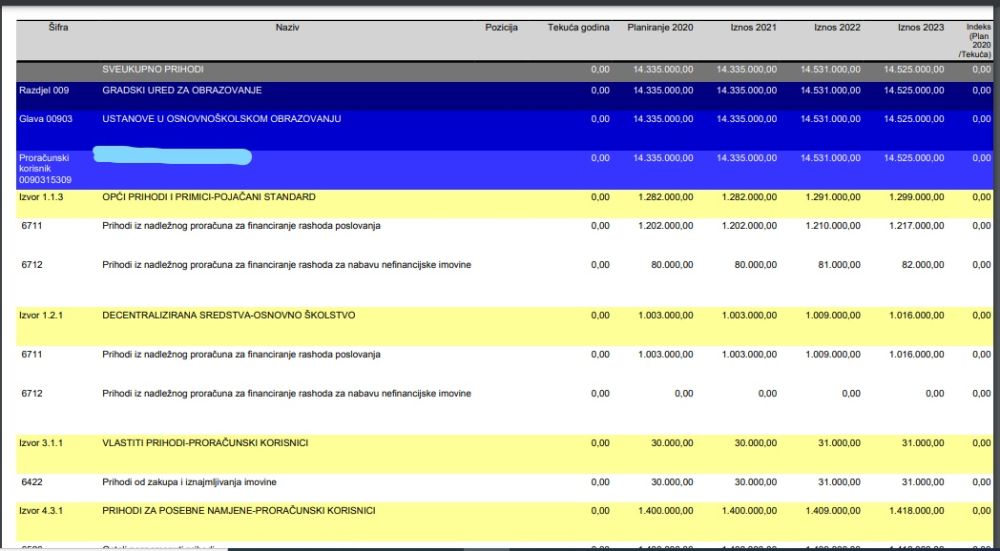 Šifra Naziv Pozicija Tekuća godina Planiranje 2020 Iznos 2021 Iznos 2022 Iznos 2023 Indeks
(Plan
2020
/Tekuća)
SVEUKUPNO PRIHODI 0,00 14.335.000,00 14.335.000,00 14.531.000,00 14.525.000,00 0,00
Razdjel 009 GRADSKI URED ZA OBRAZOVANJE 0,00 14.335.000,00 14.335.000,00 14.531.000,00 14.525.000,00 0,00
Glava 00903 USTANOVE U OSNOVNOŠKOLSKOM OBRAZOVANJU 0,00 14.335.000,00 14.335.000,00 14.531.000,00 14.525.000,00 0,00
Proračunski 0,00 14.335.000,00 14.335.000,00 14.531.000,00 14.525.000,00 0,00
korisnik
0090315309
Izvor 1.1.3 OPĆI PRIHODI I PRIMICI-POJAČANI STANDARD 0,00 1.282.000,00 1.282.000,00 1.291.000,00 1.299.000,00 0,00
6711 Prihodi iz nadležnog proračuna za financiranje rashoda poslovanja 0,00 1.202.000,00 1.202.000,00 1.210.000,00 1.217.000,00 0,00
6712 Prihodi iz nadležnog proračuna za financiranje rashoda za nabavu nefinancijske imovine 0,00 80.000,00 80.000,00 81.000,00 82.000,00 0,00
Izvor 1.2.1 DECENTRALIZIRANA SREDSTVA-OSNOVNO ŠKOLSTVO 0,00 1.003.000,00 1.003.000,00 1.009.000,00 1.016.000,00 0,00
6711 Prihodi iz nadležnog proračuna za financiranje rashoda poslovanja 0,00 1.003.000,00 1.003.000,00 1.009.000,00 1.016.000,00 0,00
6712 Prihodi iz nadležnog proračuna za financiranje rashoda za nabavu nefinancijske imovine 0,00 0,00 0,00 0,00 0,00 0,00
Izvor 3.1.1 VLASTITI PRIHODI-PRORAČUNSKI KORISNICI 0,00 30.000,00 30.000,00 31.000,00 31.000,00 0,00
6422 Prihodi od zakupa i iznajmljivanja imovine 0,00 30.000,00 30.000,00 31.000,00 31.000,00 0,00
Izvor 4.3.1 PRIHODI ZA POSEBNE NAMJENE-PRORAČUNSKI KORISNICI 0,00 1.400.000,00 1.400.000,00 1.409.000,00 1.418.000,00 0,00